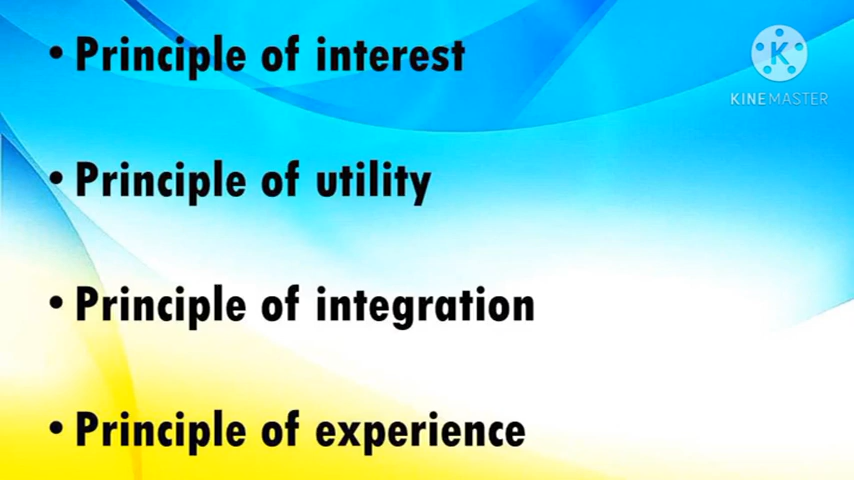 • Principle of interest
KINEMASTER
• Principle of utility
• Principle of integration
• Principle of experience